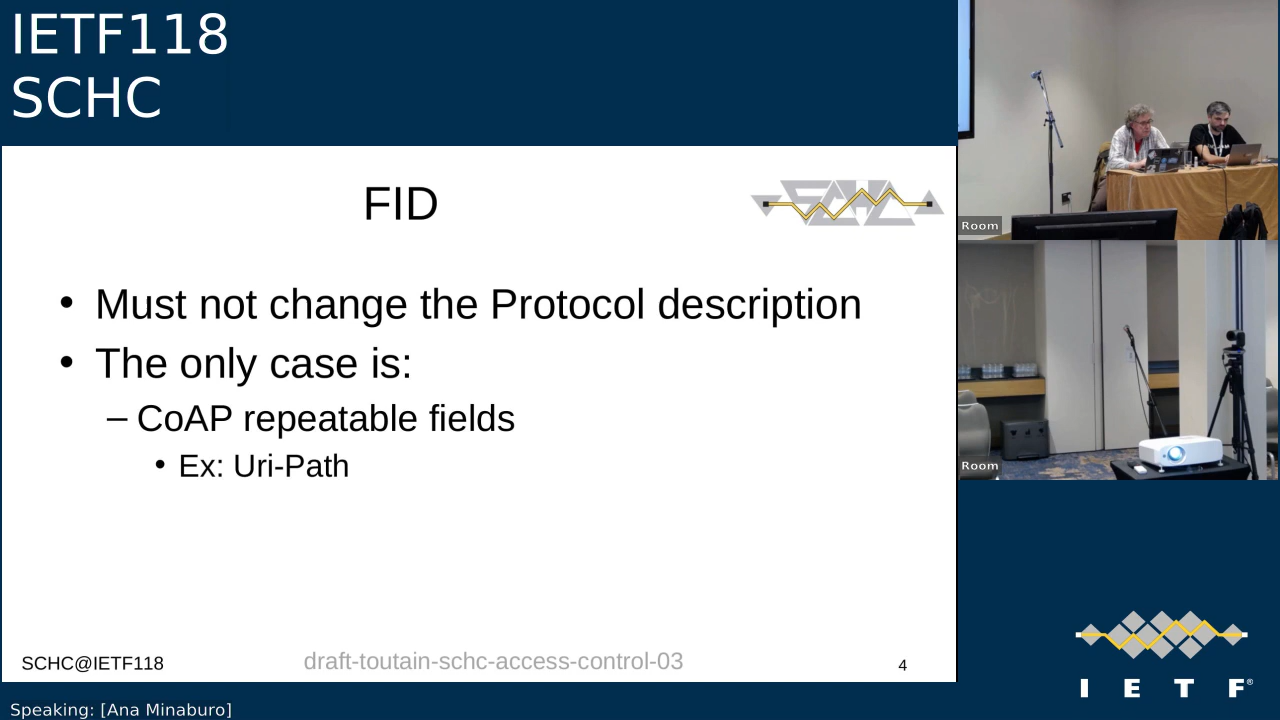 IETF118
SCHC
FID
SCHC
• Must not change the Protocol description
• The only case is:
– CoAP repeatable fields
• Ex: Uri-Path
SCHC@IETF118
draft-toutain-schc-access-control-03
4
Room
Room
I E T F®
Speaking: [Ana Minaburo]